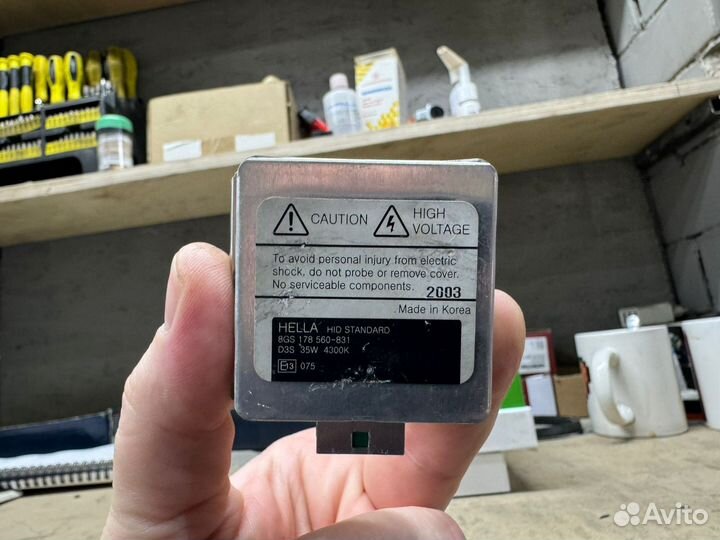 CAUTION
HIGH VOLTAGE
To avoid personal injury from electric
shock, do not probe or remove cover.
No serviceable components. 2003
Made in Korea
HELLA HID STANDARD
8GS 178 560-831
D3S 35W 4300K
E13 075
Avito